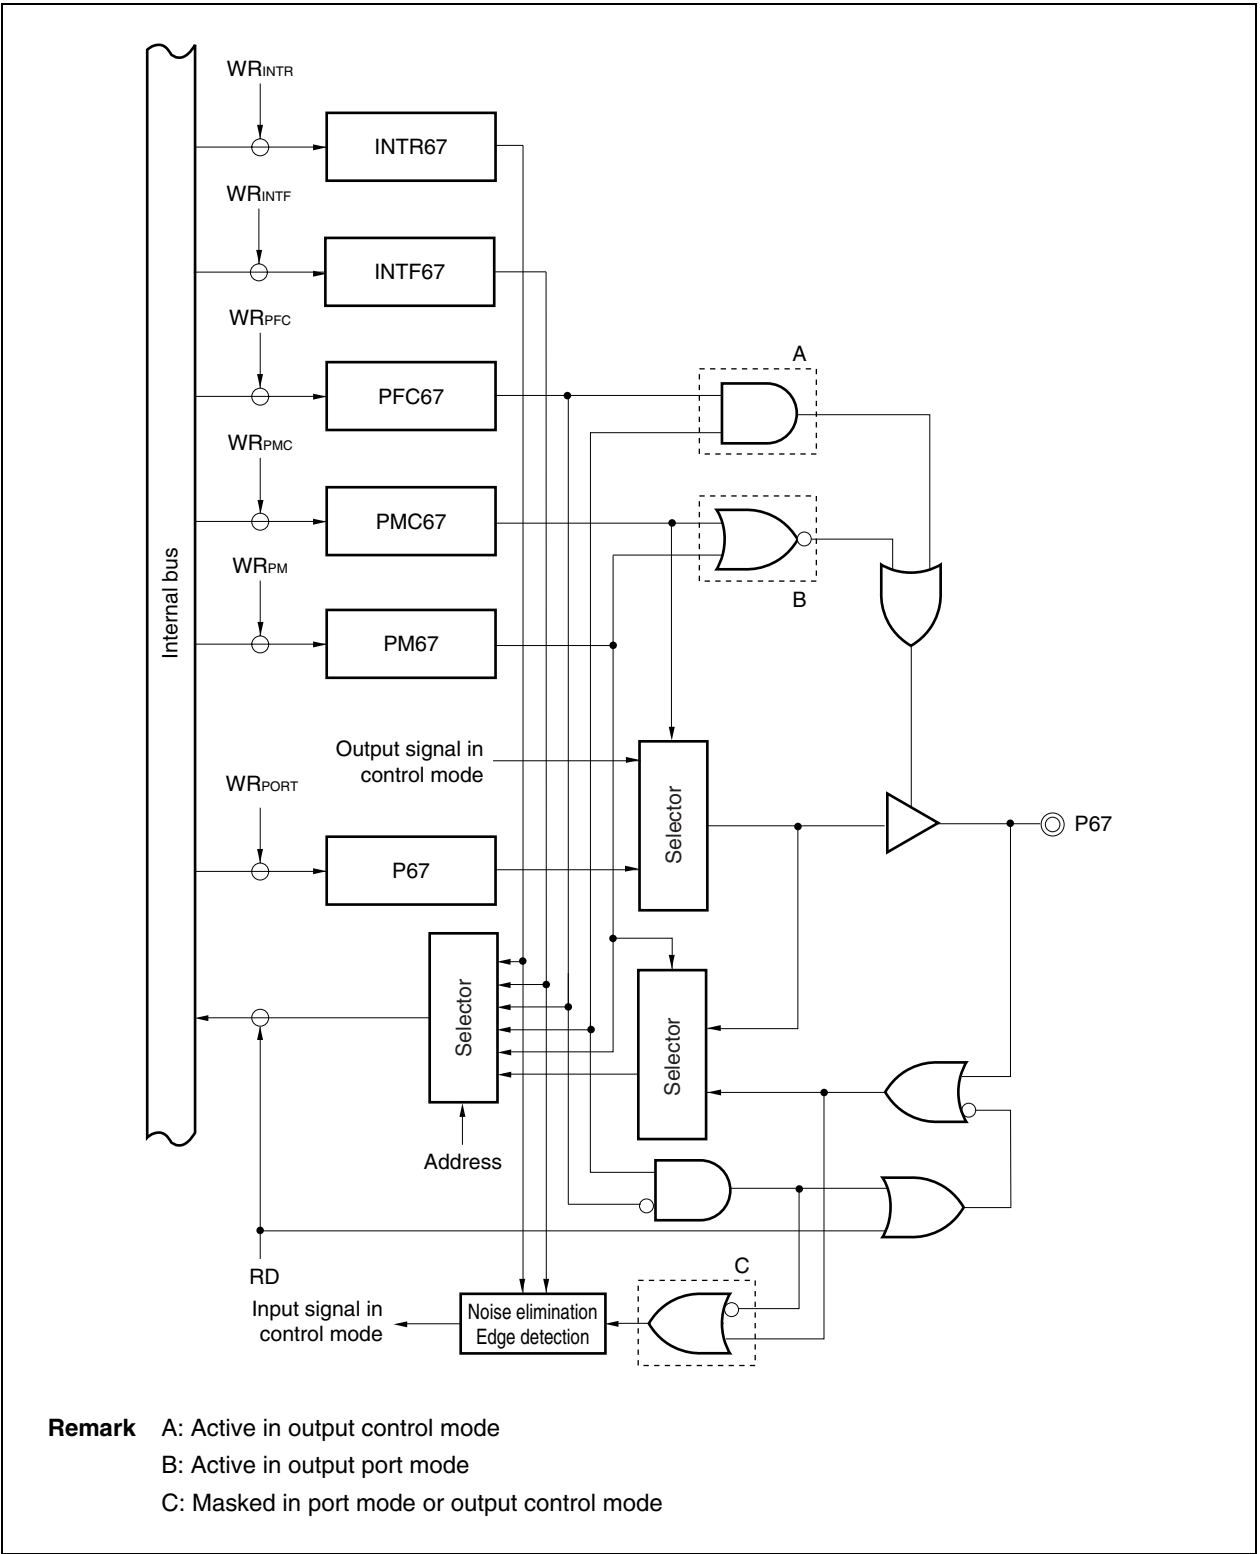 WRINTR
INTR67
WRINTF
INTF67
WRPFC
PFC67
A
WRPMC
PMC67
B
WRPM
PM67
Internal bus
Output signal in
control mode
Selector
WRPORT
P67
P67
Selector
Selector
Address
RD
C
Input signal in
control mode
Noise elimination
Edge detection
Remark A: Active in output control mode
B: Active in output port mode
C: Masked in port mode or output control mode